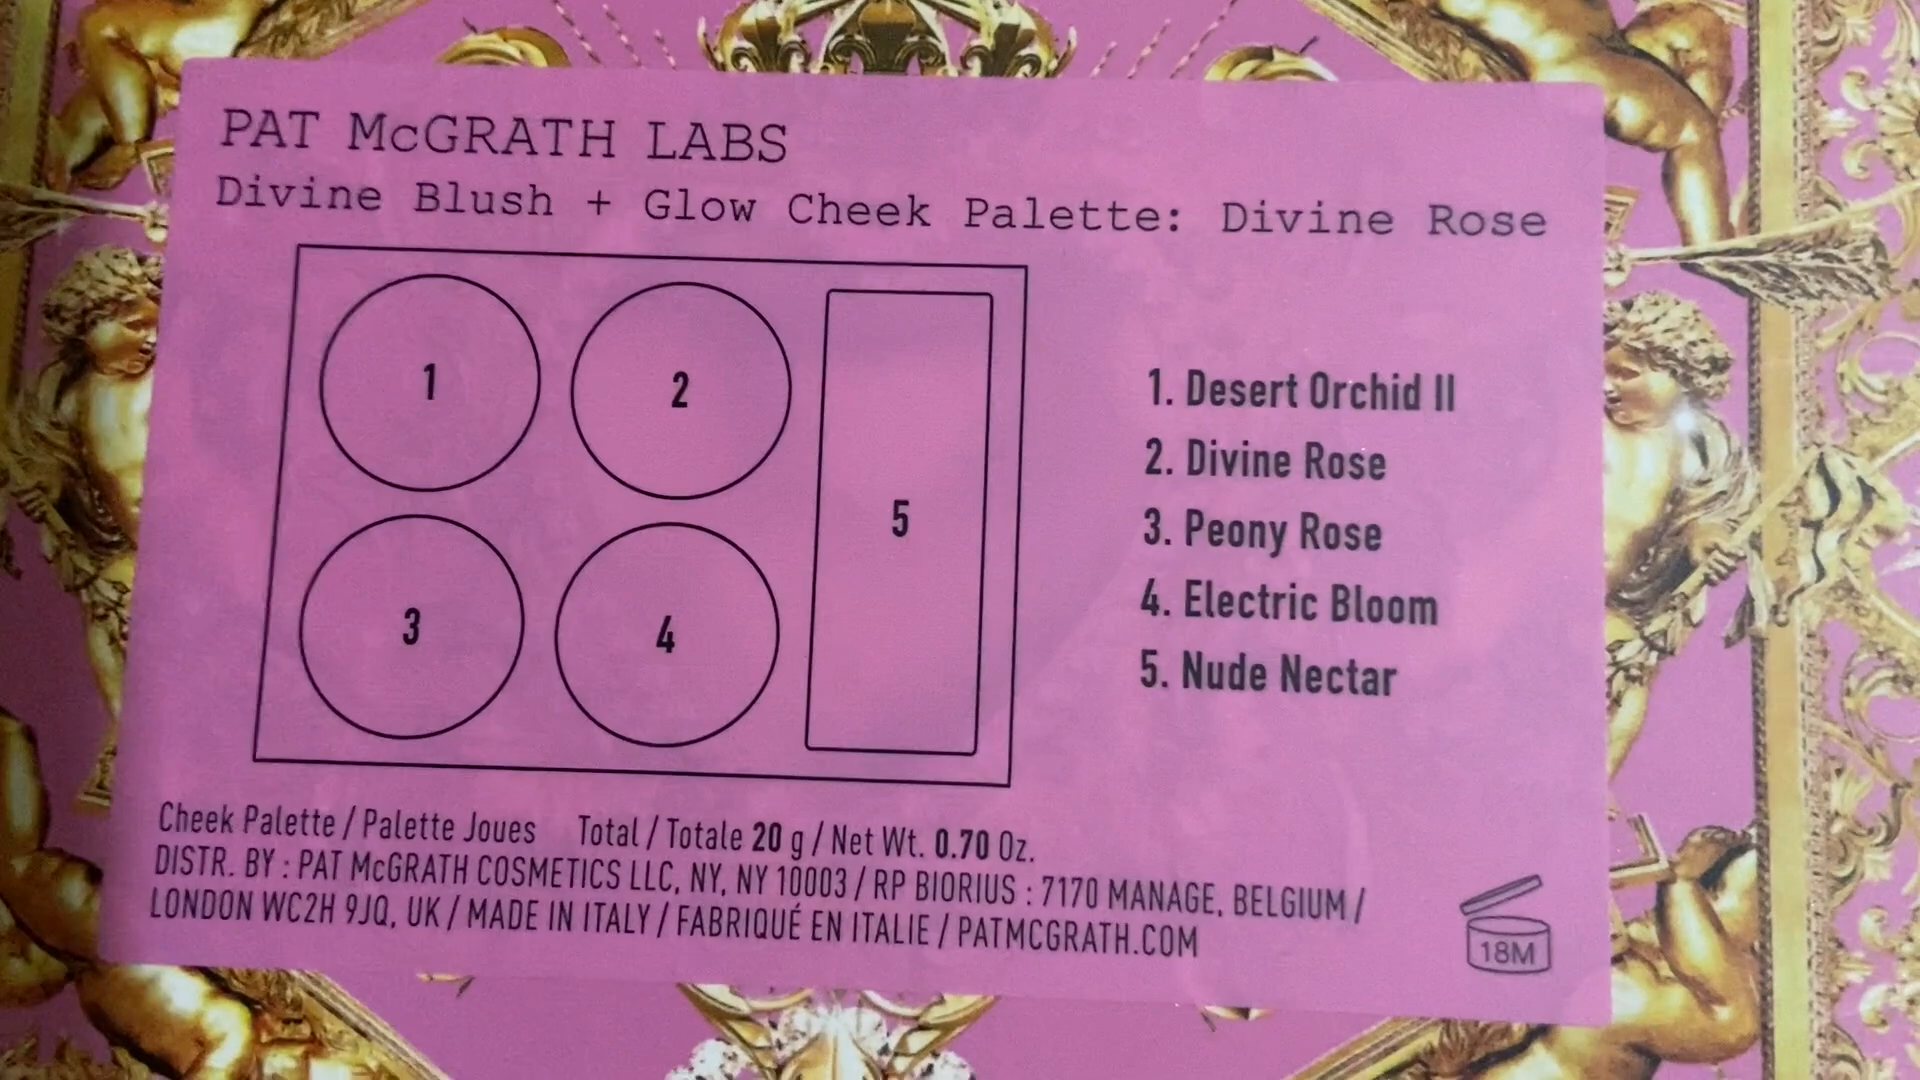 PAT McGRATH LABS
Divine Blush + Glow Cheek Palette: Divine Rose
1
2
3
4
5
1. Desert Orchid II
2. Divine Rose
3. Peony Rose
4. Electric Bloom
5. Nude Nectar
Cheek Palette / Palette Joues Total / Totale 20 g / Net Wt. 0.70 Oz.
DISTR. BY : PAT McGRATH COSMETICS LLC, NY, NY 10003 / RP BIORIUS : 7170 MANAGE, BELGIUM /
LONDON WC2H 9JQ, UK / MADE IN ITALY / FABRIQUÉ EN ITALIE / PATMCGRATH.COM
18M